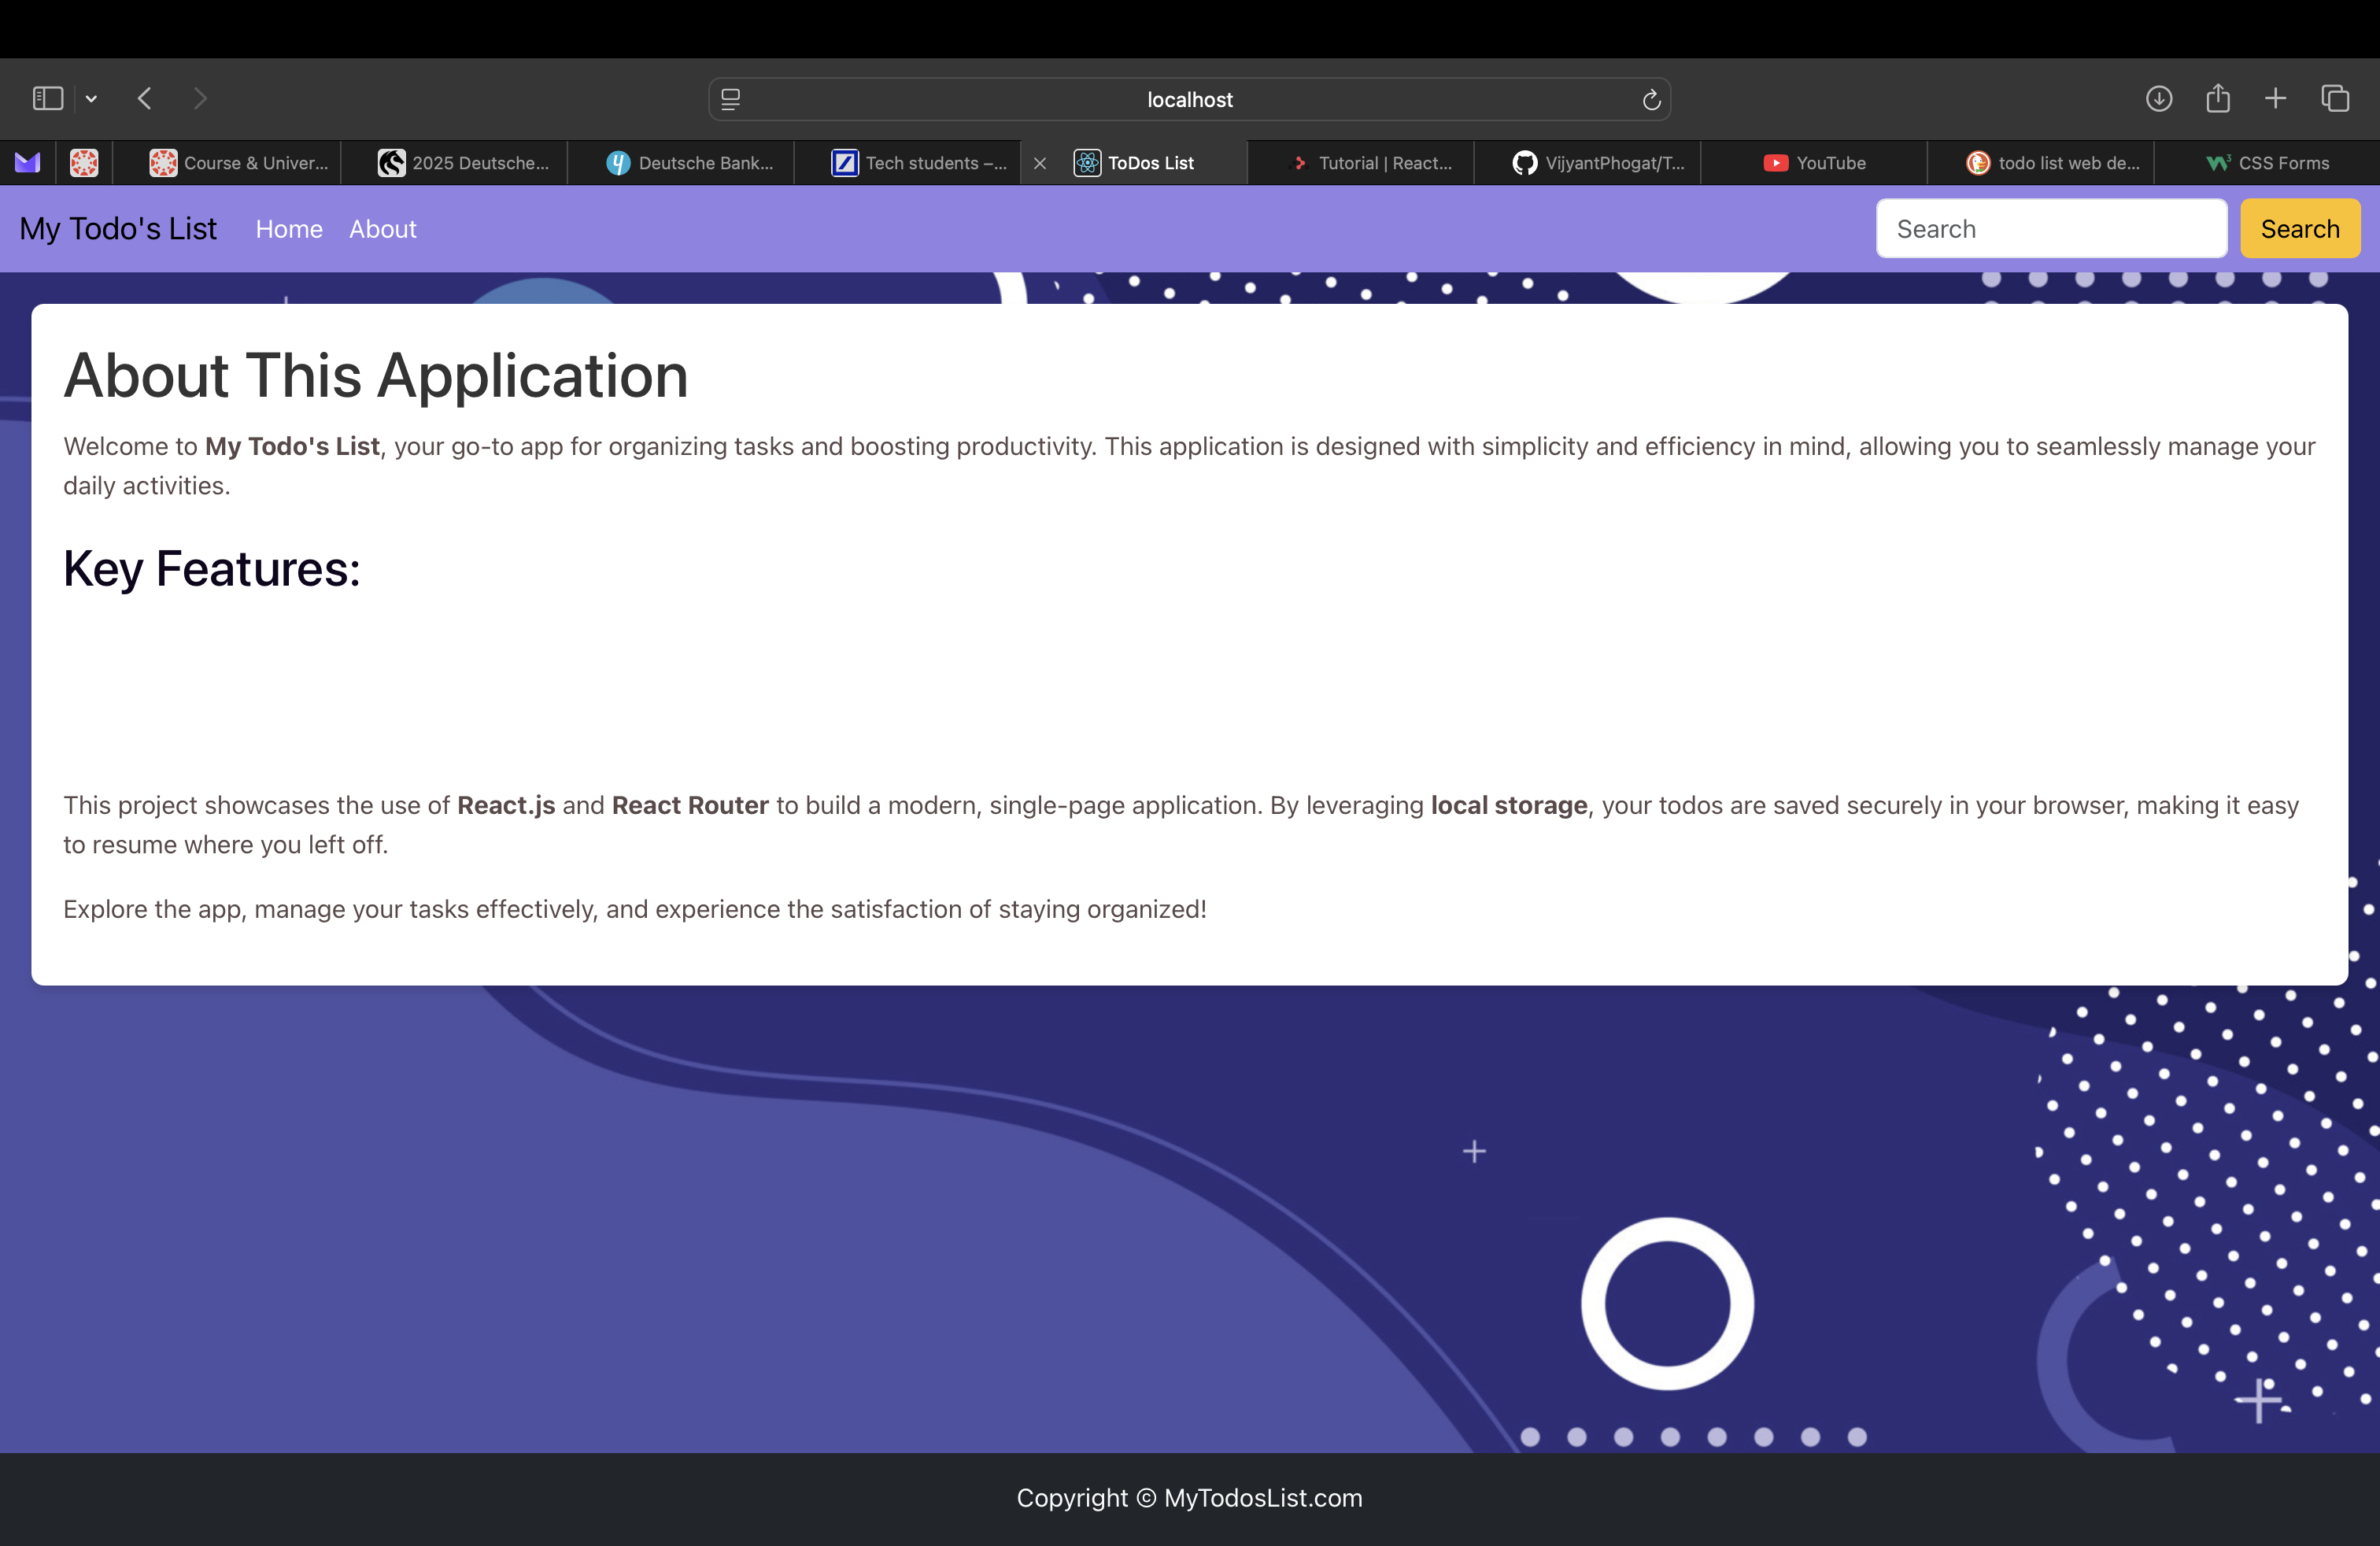 localhost
Course & Univer...
2025 Deutsche...
Deutsche Bank...
Tech students –...
ToDos List
Tutorial | React...
VijyantPhogat/T...
YouTube
todo list web de...
CSS Forms
My Todo's List Home About Search Search
About This Application
Welcome to My Todo's List, your go-to app for organizing tasks and boosting productivity. This application is designed with simplicity and efficiency in mind, allowing you to seamlessly manage your
daily activities.
Key Features:
This project showcases the use of React.js and React Router to build a modern, single-page application. By leveraging local storage, your todos are saved securely in your browser, making it easy
to resume where you left off.
Explore the app, manage your tasks effectively, and experience the satisfaction of staying organized!
Copyright © MyTodosList.com